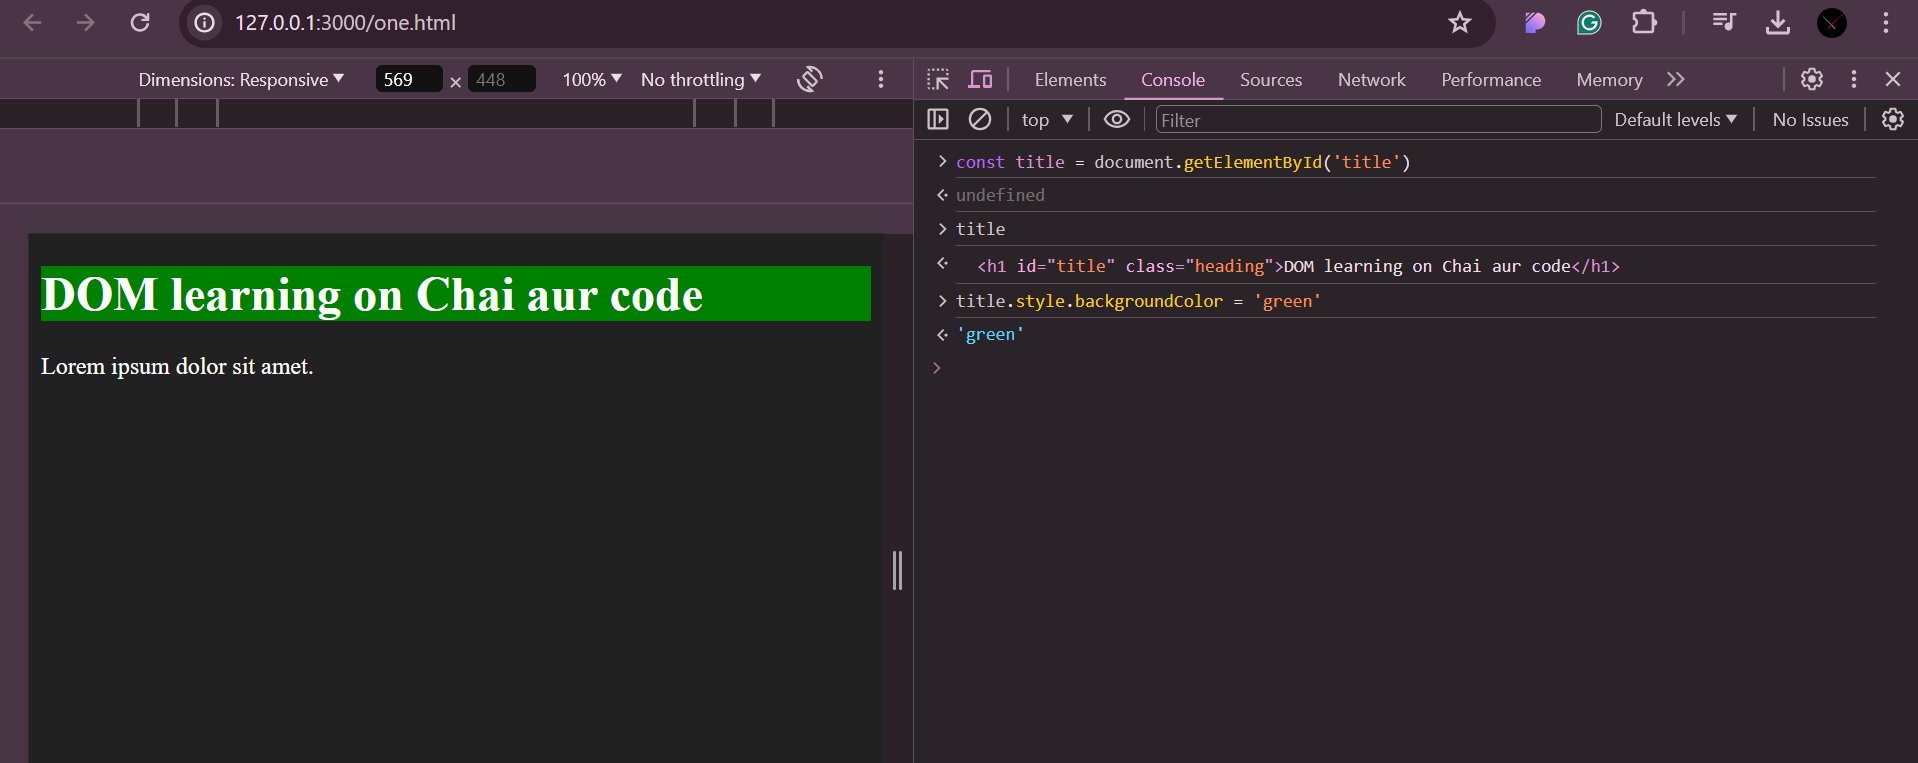 127.0.0.1:3000/one.html
Dimensions: Responsive 569 × 448 100% No throttling
Elements Console Sources Network Performance Memory
top Filter Default levels No Issues
const title = document.getElementById('title')
undefined
title
<h1 id="title" class="heading">DOM learning on Chai aur code</h1>
title.style.backgroundColor = 'green'
'green'
DOM learning on Chai aur code
Lorem ipsum dolor sit amet.